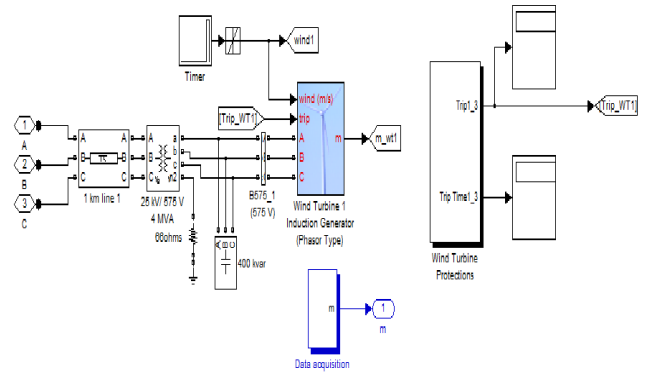 Timer
wind1
[Trip_WT1]
wind (m/s)
trip
A
B
C
m
m_wt1
1
A
2
B
3
C
A
B
C
A
B
C
1 km line 1
A
B
C
a
b
c
n2
25 kV/ 575 V
4 MVA
66ohms
A
B
C
400 kvar
B575_1
(575 V)
Wind Turbine 1
Induction Generator
(Phasor Type)
Trip1_3
[Trip_WT1]
Trip Time1_3
Wind Turbine
Protections
m
1
m
Data acquisition